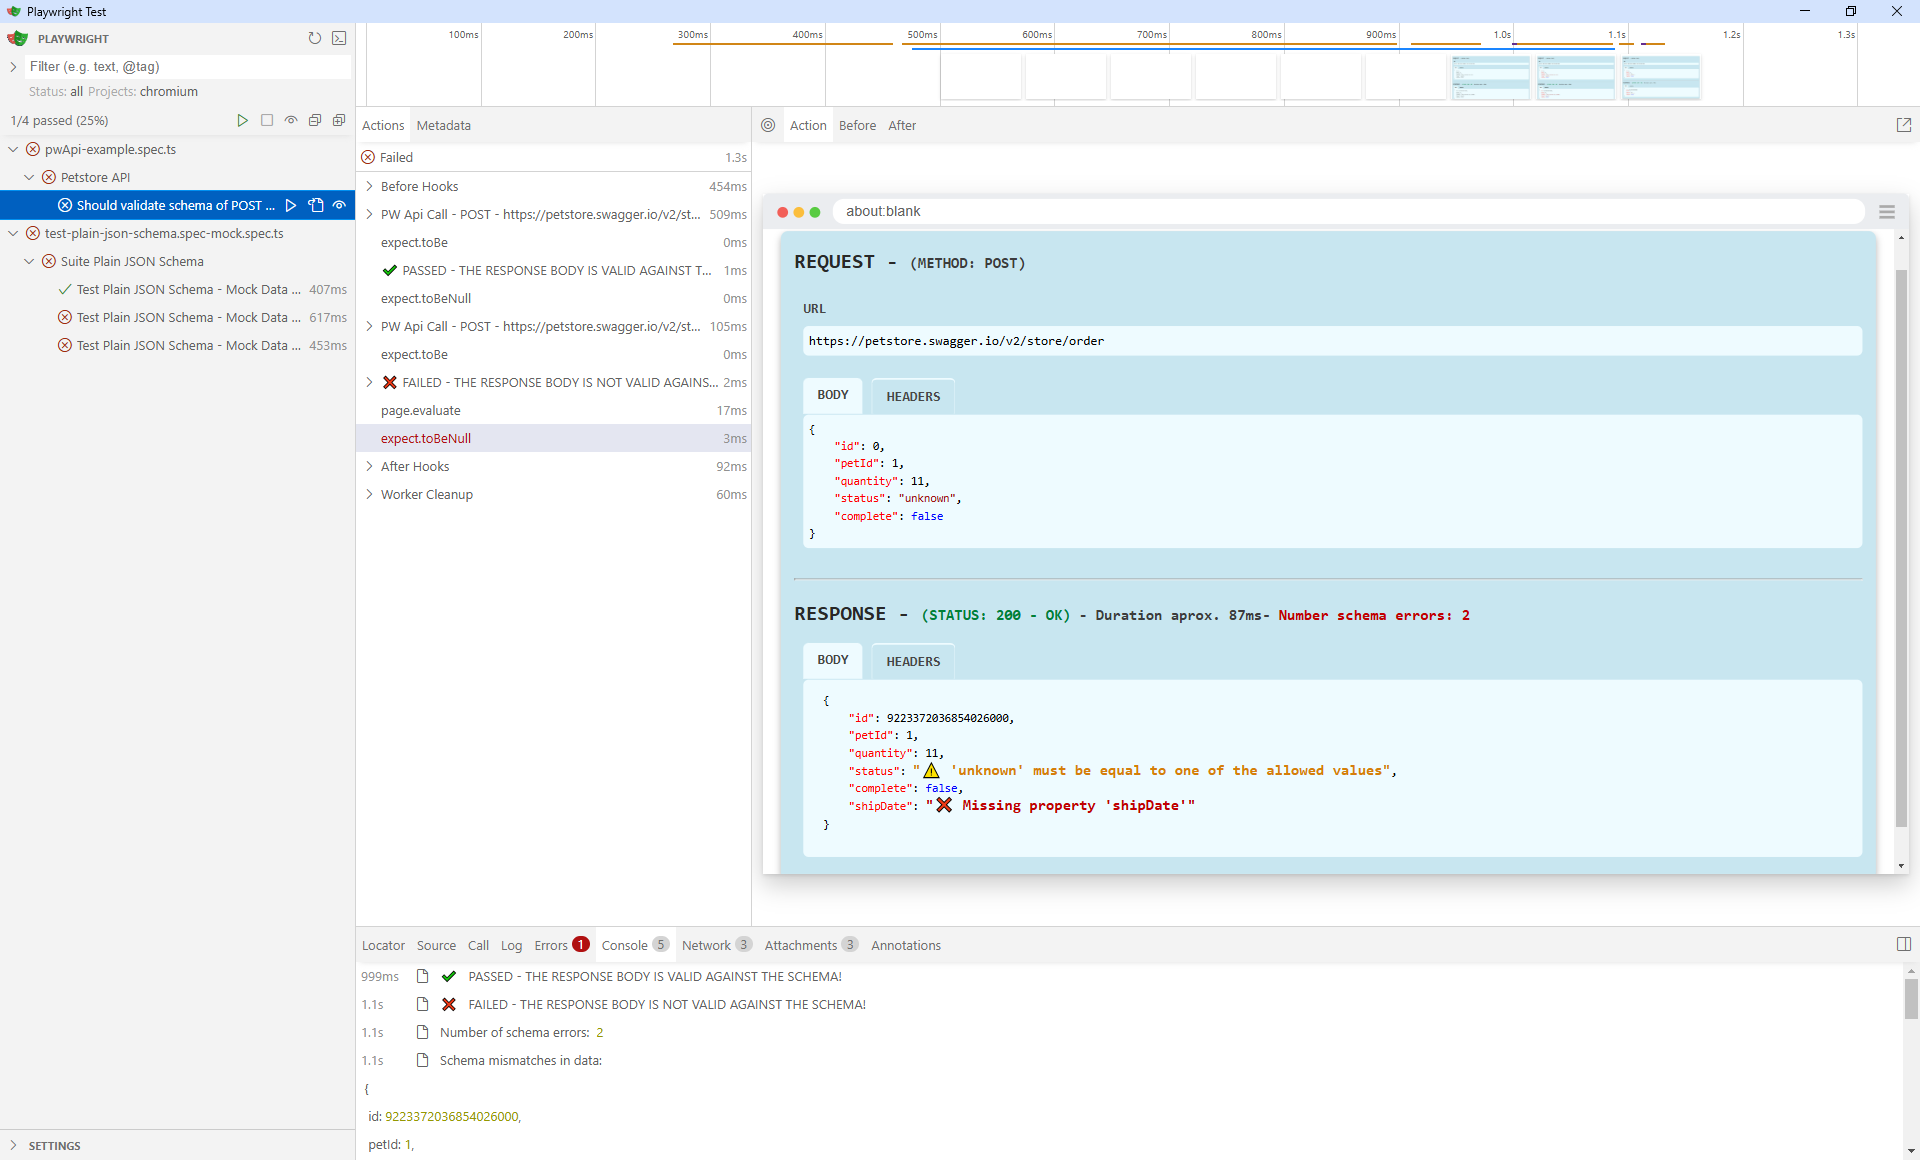 Playwright Test
PLAYWRIGHT
Filter (e.g. text, @tag)
Status: all Projects: chromium
1/4 passed (25%)
pwApi-example.spec.ts
Petstore API
Should validate schema of POST ...
test-plain-json-schema.spec-mock.spec.ts
Suite Plain JSON Schema
Test Plain JSON Schema - Mock Data ... 407ms
Test Plain JSON Schema - Mock Data ... 617ms
Test Plain JSON Schema - Mock Data ... 453ms
SETTINGS
100ms 200ms 300ms 400ms 500ms 600ms 700ms 800ms 900ms 1.0s 1.1s 1.2s 1.3s
Actions Metadata
Failed 1.3s
Before Hooks 454ms
PW Api Call - POST - https://petstore.swagger.io/v2/st... 509ms
expect.toBe 0ms
PASSED - THE RESPONSE BODY IS VALID AGAINST T... 1ms
expect.toBeNull 0ms
PW Api Call - POST - https://petstore.swagger.io/v2/st... 105ms
expect.toBe 0ms
FAILED - THE RESPONSE BODY IS NOT VALID AGAINS... 2ms
page.evaluate 17ms
expect.toBeNull 3ms
After Hooks 92ms
Worker Cleanup 60ms
Action Before After
about:blank
REQUEST - (METHOD: POST)
URL
https://petstore.swagger.io/v2/store/order
BODY HEADERS
{
"id": 0,
"petId": 1,
"quantity": 11,
"status": "unknown",
"complete": false
}
RESPONSE - (STATUS: 200 - OK) - Duration aprox. 87ms- Number schema errors: 2
BODY HEADERS
{
"id": 9223372036854026000,
"petId": 1,
"quantity": 11,
"status": "⚠ 'unknown' must be equal to one of the allowed values",
"complete": false,
"shipDate": "❌ Missing property 'shipDate'"
}
Locator Source Call Log Errors 1 Console 5 Network 3 Attachments 3 Annotations
999ms PASSED - THE RESPONSE BODY IS VALID AGAINST THE SCHEMA!
1.1s FAILED - THE RESPONSE BODY IS NOT VALID AGAINST THE SCHEMA!
1.1s Number of schema errors: 2
1.1s Schema mismatches in data:
{
id: 9223372036854026000,
petId: 1,